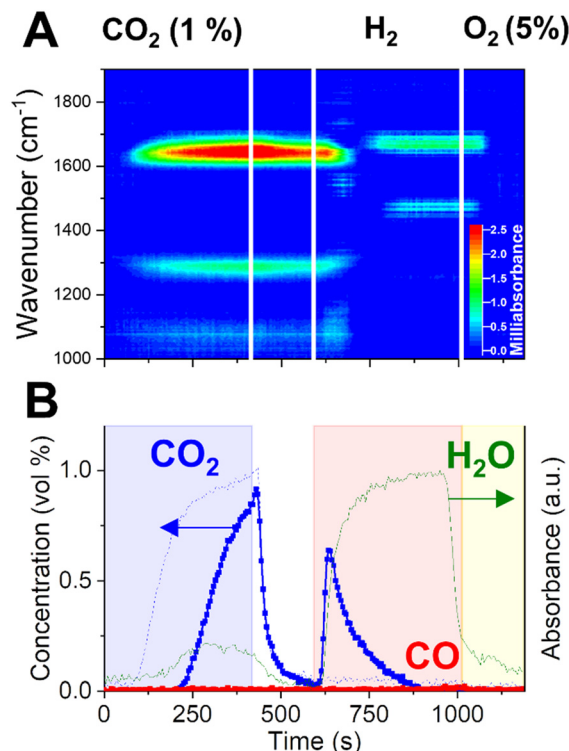 A
CO₂ (1 %) H₂ O₂ (5%)
Wavenumber (cm⁻¹)
1800
1600
1400
1300
1200
1100
1000
2.5
2.0
1.5
1.0
0.5
0.0
Milliabsorbance
B
CO₂
H₂O
CO
Concentration (vol %)
1.0
0.5
0.0
Absorbance (a.u.)
0 250 500 750 1000
Time (s)